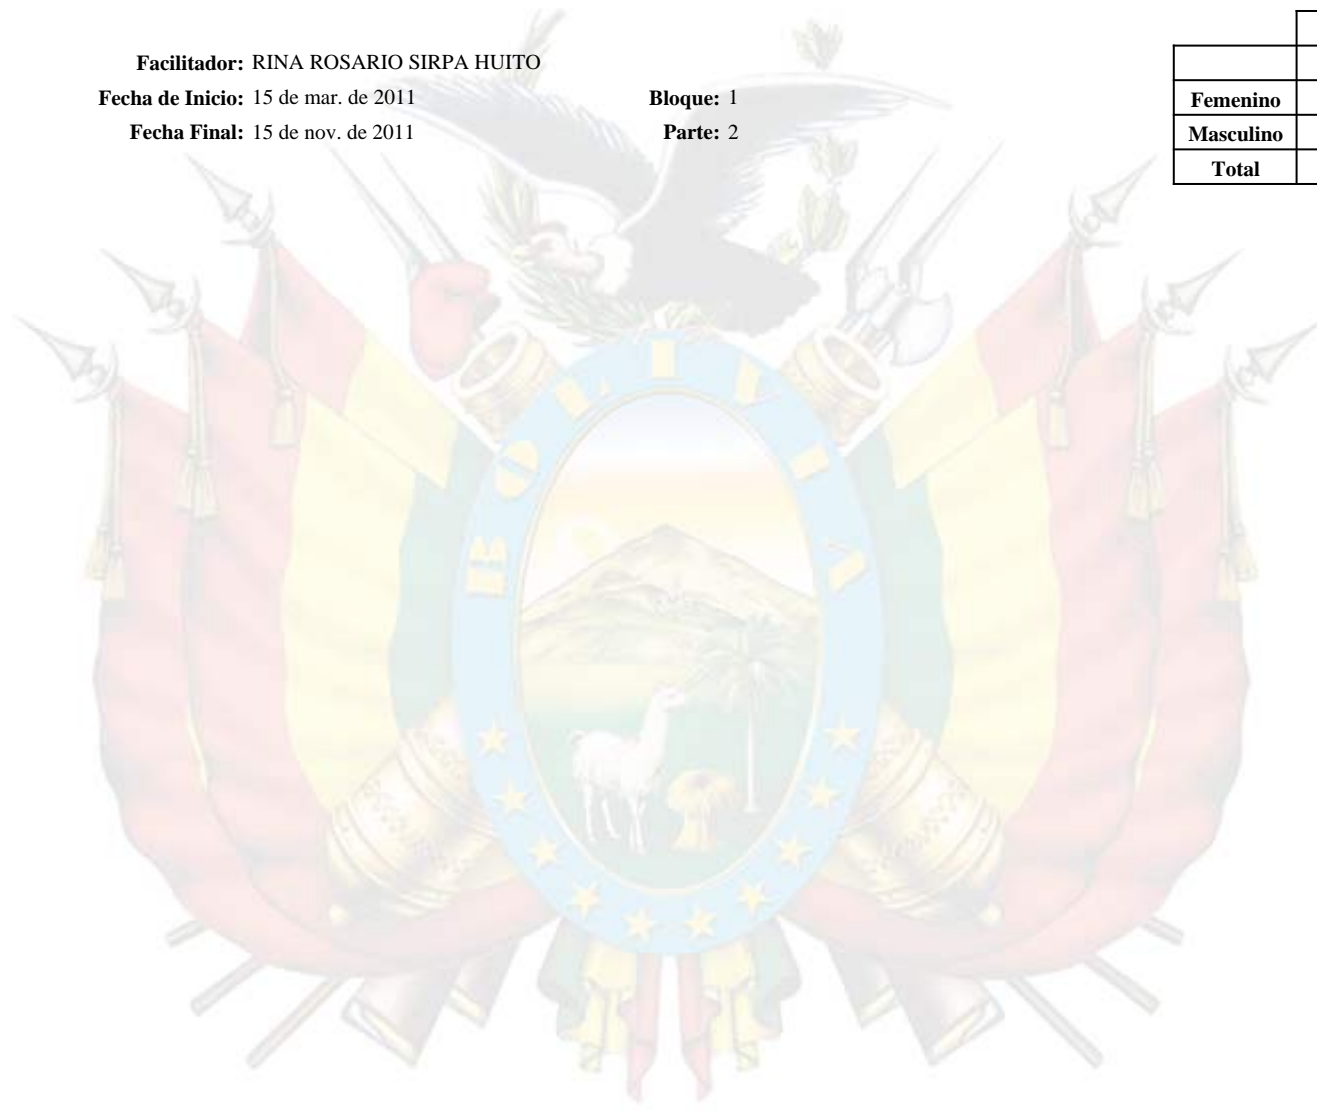 Facilitador: RINA ROSARIO SIRPA HUITO
Fecha de Inicio: 15 de mar. de 2011 Bloque: 1
Fecha Final: 15 de nov. de 2011 Parte: 2
Femenino
Masculino
Total
BOLIVIA